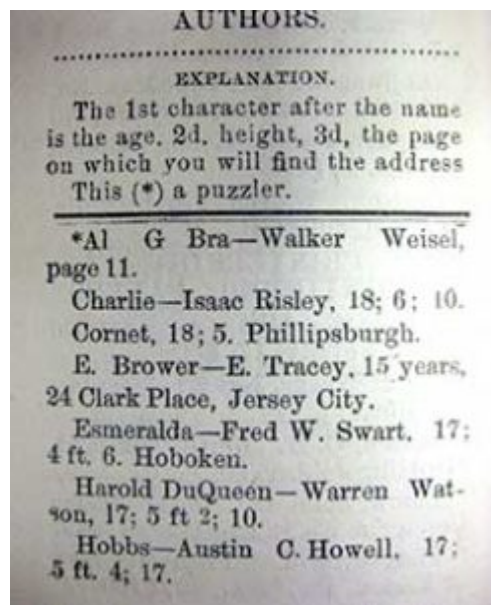 AUTHORS.
EXPLANATION.
The 1st character after the name
is the age. 2d. height, 3d, the page
on which you will find the address
This (*) a puzzler.
*Al G Bra—Walker Weisel,
page 11.
Charlie—Isaac Risley, 18; 6; 10.
Cornet, 18; 5. Phillipsburgh.
E. Brower—E. Tracey, 15 years,
24 Clark Place, Jersey City.
Esmeralda—Fred W. Swart, 17;
4 ft. 6. Hoboken.
Harold DuQueen—Warren Wat-
son, 17; 5 ft 2; 10.
Hobbs—Austin C. Howell, 17;
5 ft. 4; 17.